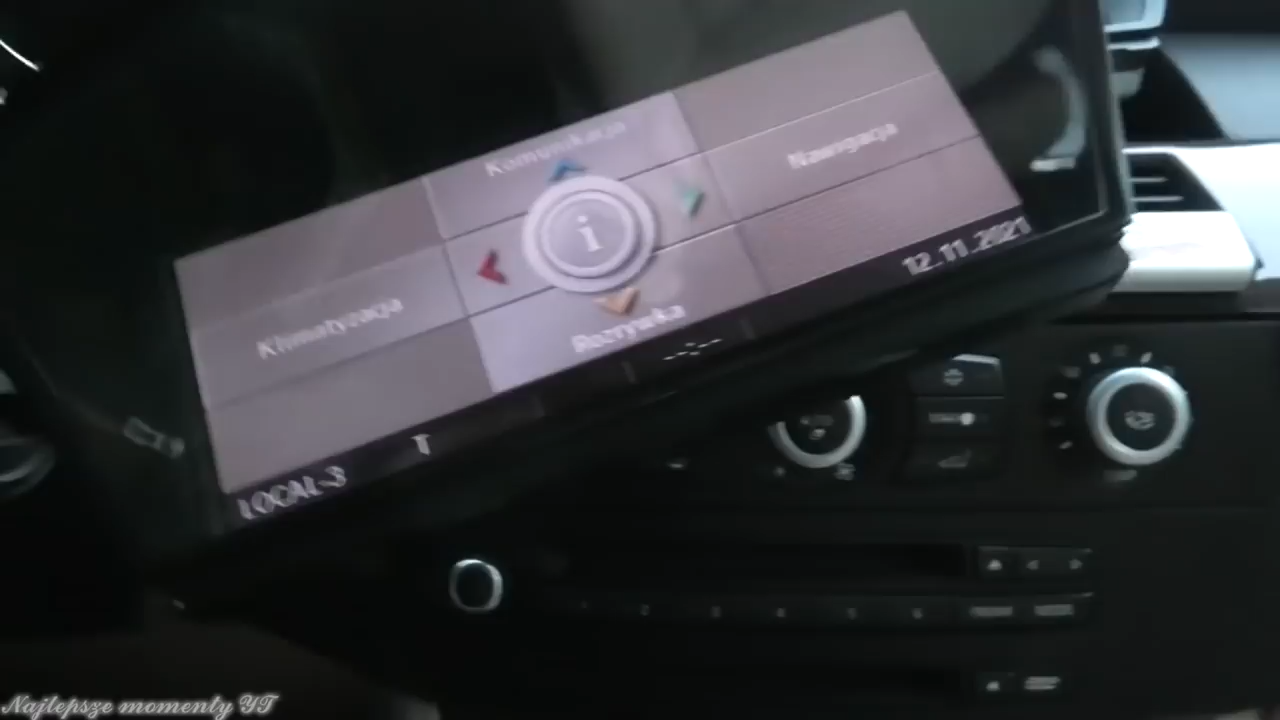 Komunikacja
Nawigacja
i
Klimatyzacja
Rozrywka
12.11.2021
LOCAL-3
T
Najlepsze momenty YT